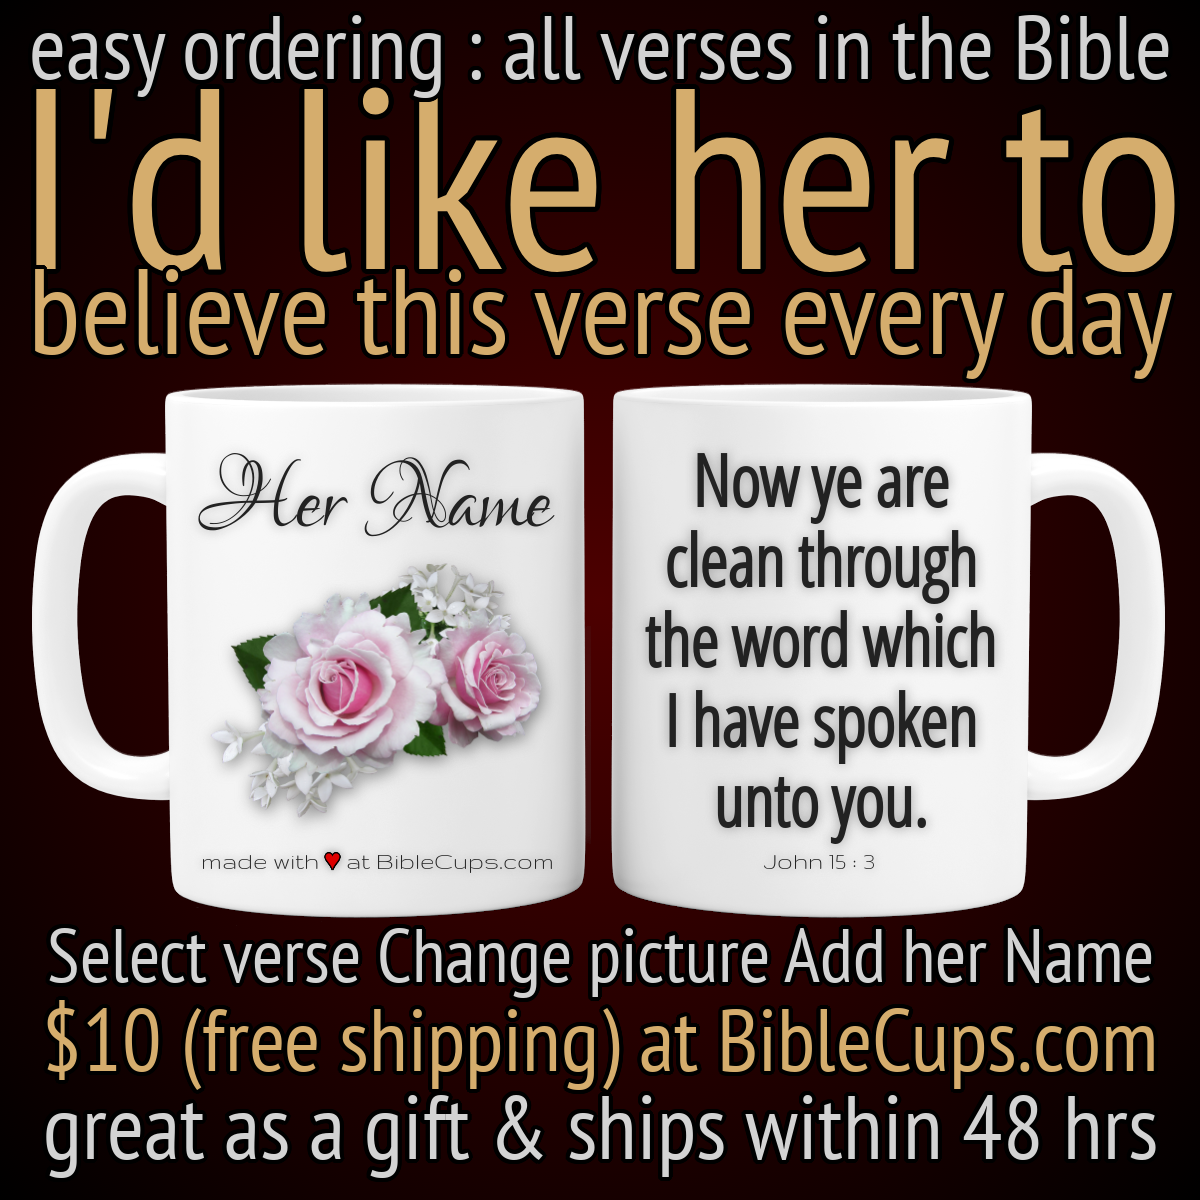 easy ordering : all verses in the Bible
I'd like her to
believe this verse every day
Her Name
made with ♥ at BibleCups.com
Now ye are
clean through
the word which
I have spoken
unto you.
John 15 : 3
Select verse Change picture Add her Name
$10 (free shipping) at BibleCups.com
great as a gift & ships within 48 hrs